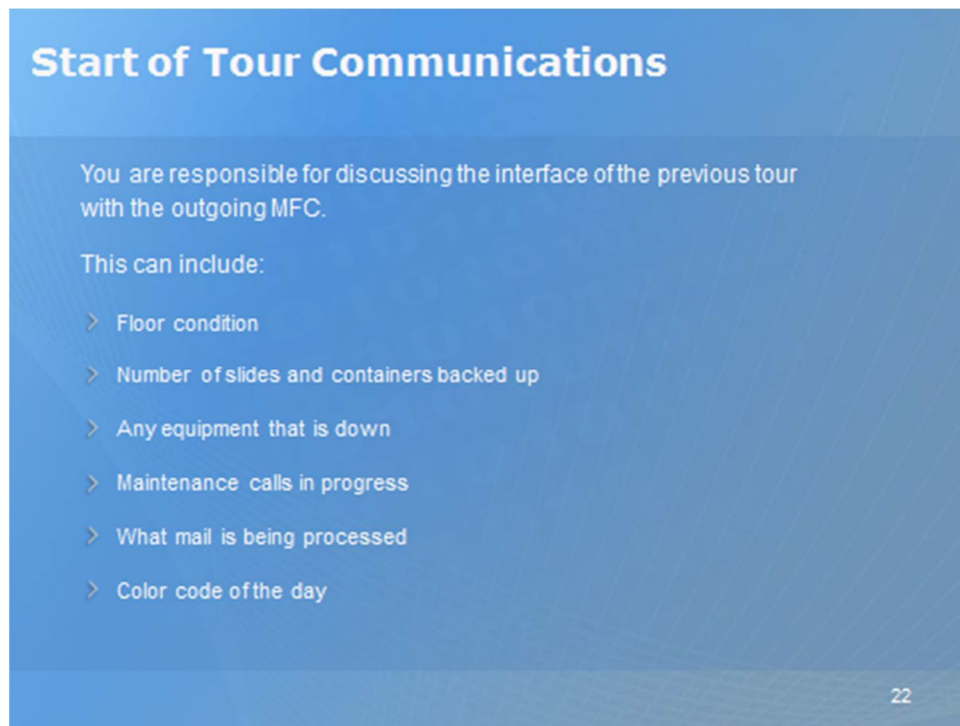 Start of Tour Communications
You are responsible for discussing the interface of the previous tour
with the outgoing MFC.
This can include:
Floor condition
Number of slides and containers backed up
Any equipment that is down
Maintenance calls in progress
What mail is being processed
Color code of the day
22